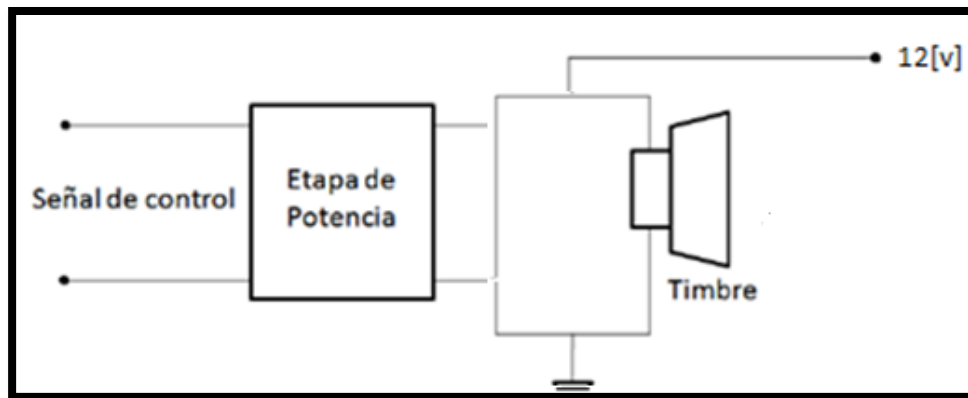 12[v]
Etapa de
Potencia
Señal de control
Timbre